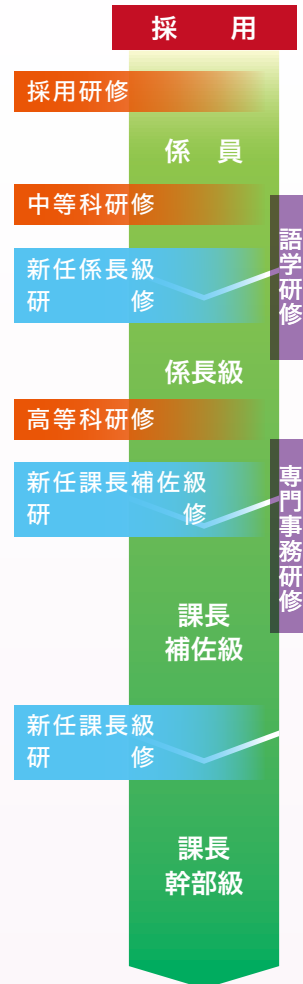 採　用
採用研修
係　員
中等科研修
語学研修
新任係長級
研　　　修
係長級
高等科研修
専門事務研修
新任課長補佐級
研　　　　　修
課長
補佐級
新任課長級
研　　　修
課長
幹部級